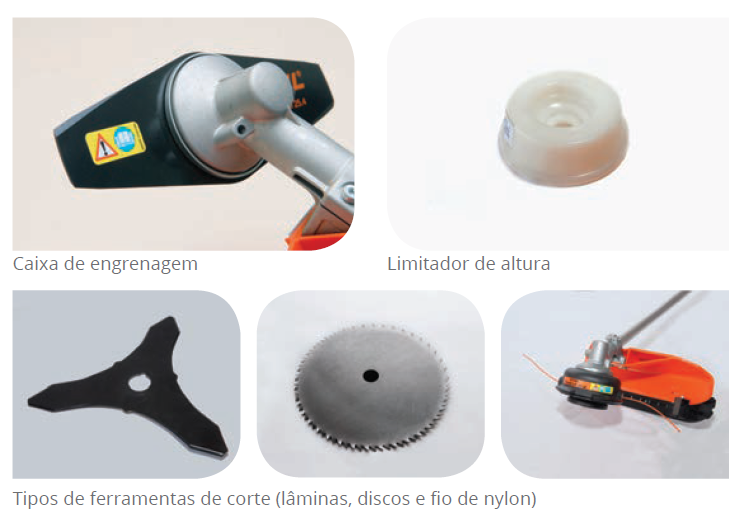 Caixa de engrenagem
Limitador de altura
Tipos de ferramentas de corte (lâminas, discos e fio de nylon)